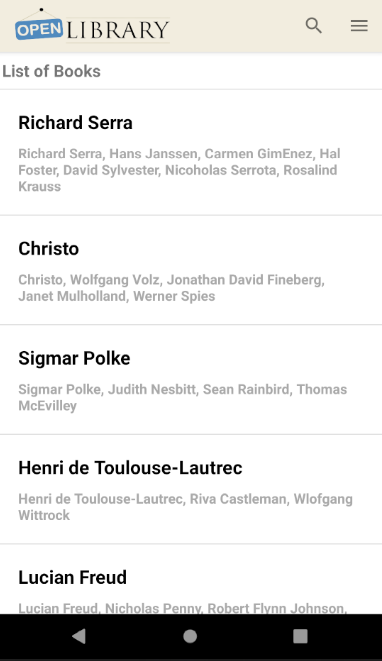 OPEN LIBRARY
List of Books
Richard Serra
Richard Serra, Hans Janssen, Carmen GimEnez, Hal
Foster, David Sylvester, Nicoholas Serrota, Rosalind
Krauss
Christo
Christo, Wolfgang Volz, Jonathan David Fineberg,
Janet Mulholland, Werner Spies
Sigmar Polke
Sigmar Polke, Judith Nesbitt, Sean Rainbird, Thomas
McEvilley
Henri de Toulouse-Lautrec
Henri de Toulouse-Lautrec, Riva Castleman, Wlofgang
Wittrock
Lucian Freud
Lucian Freud, Nicholas Penny, Robert Flynn Johnson,